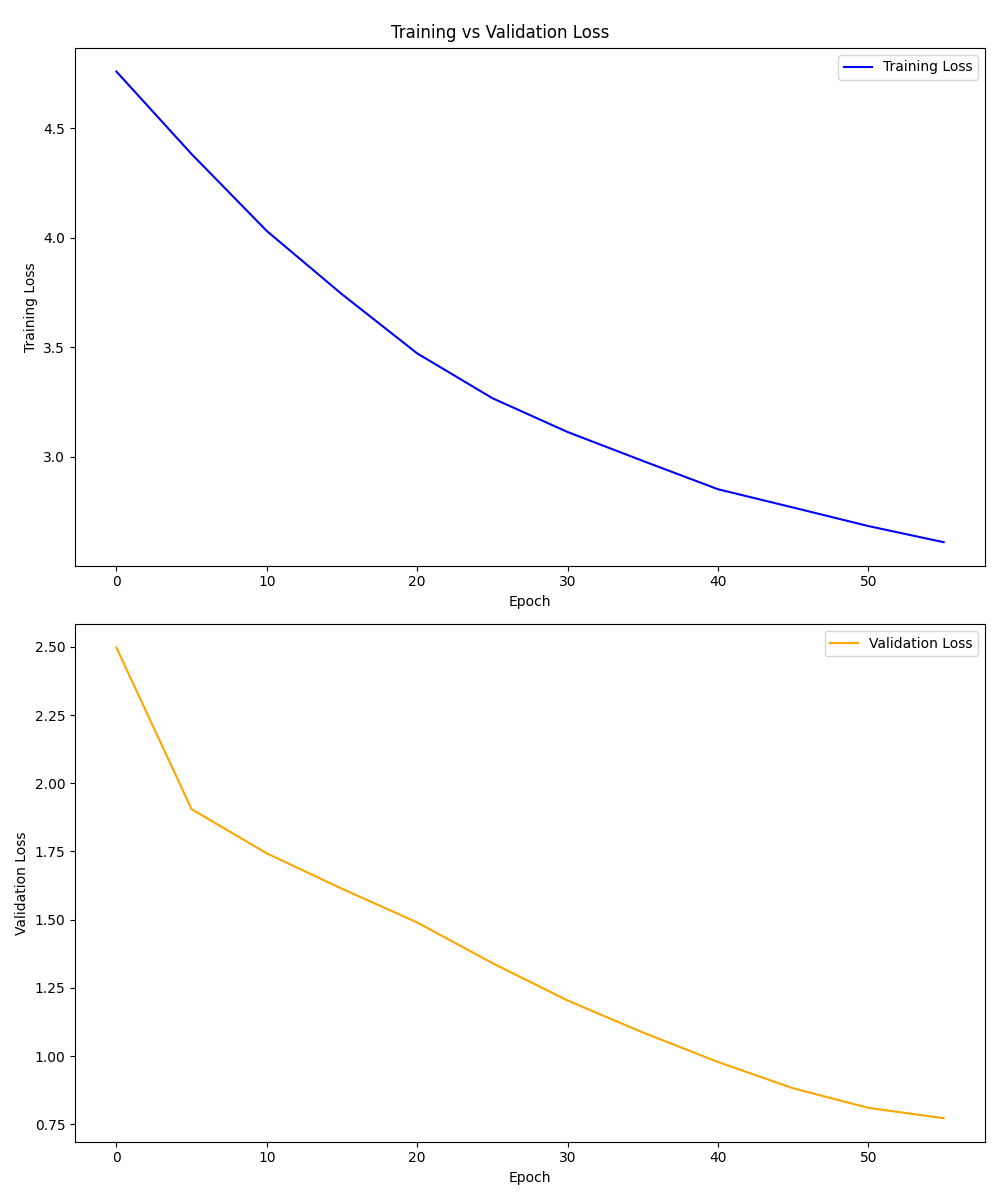 Training vs Validation Loss
Training Loss
4.5
4.0
3.5
3.0
Training Loss
0 10 20 30 40 50
Epoch
Validation Loss
2.50
2.25
2.00
1.75
1.50
1.25
1.00
0.75
Validation Loss
0 10 20 30 40 50
Epoch